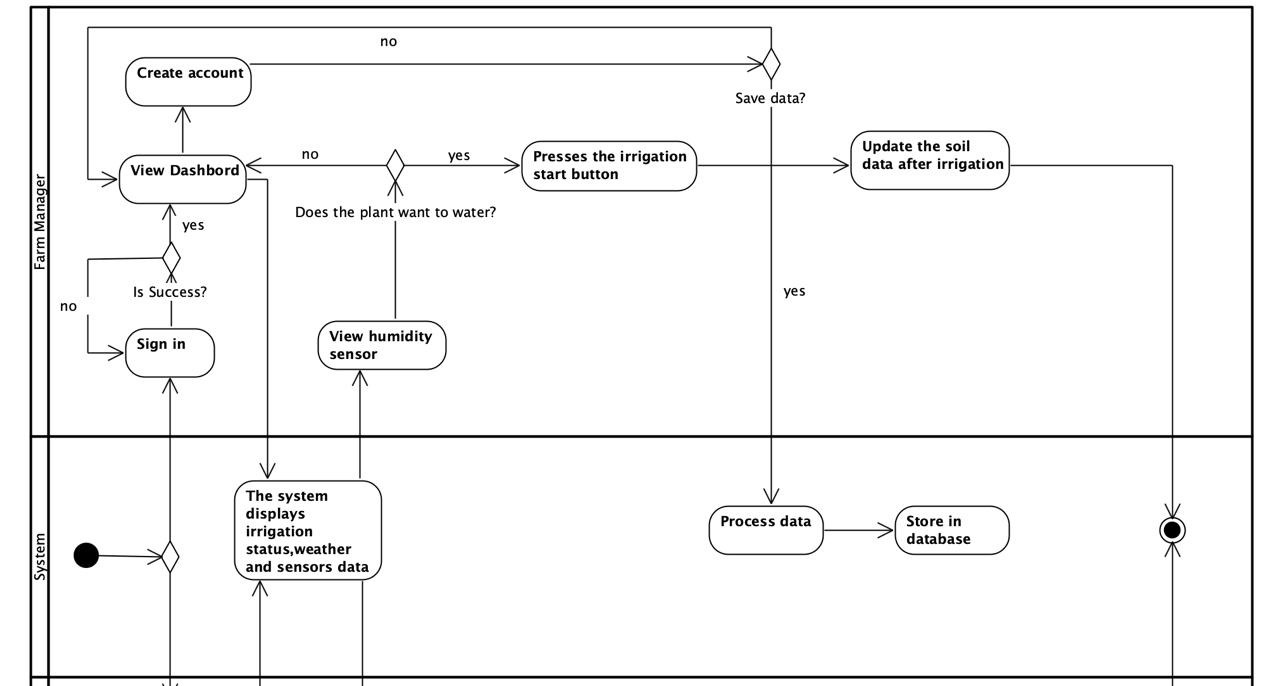 no
Create account
Save data?
Farm Manager
View Dashbord
no
yes
Presses the irrigation
start button
Update the soil
data after irrigation
Does the plant want to water?
yes
Is Success?
no
yes
Sign in
View humidity
sensor
System
The system
displays
irrigation
status,weather
and sensors data
Process data
Store in
database